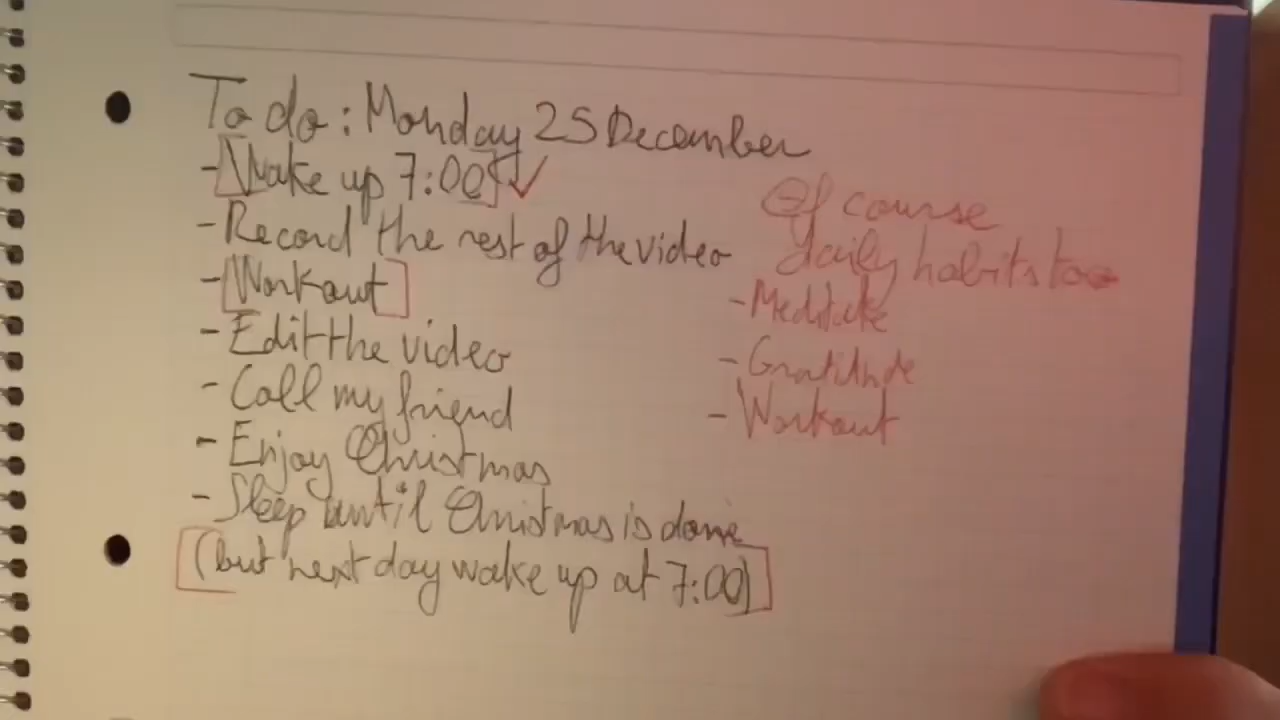 To do: Monday 25 December
- Wake up 7:00 ✓
- Record the rest of the video
- Workout
- Edit the video
- Call my friend
- Enjoy Christmas
- Sleep until Christmas is done
(but next day wake up at 7:00)
Of course
daily habits too
- Meditate
- Gratitude
- Workout